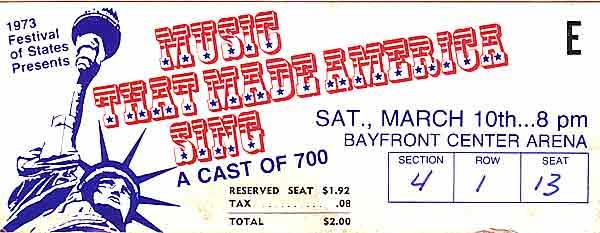 1973
Festival
of States
Presents
MUSIC
THAT MADE AMERICA
SING
A CAST OF 700
E
SAT., MARCH 10th...8 pm
BAYFRONT CENTER ARENA
SECTION ROW SEAT
4 1 13
RESERVED SEAT $1.92
TAX .......... .08
TOTAL $2.00